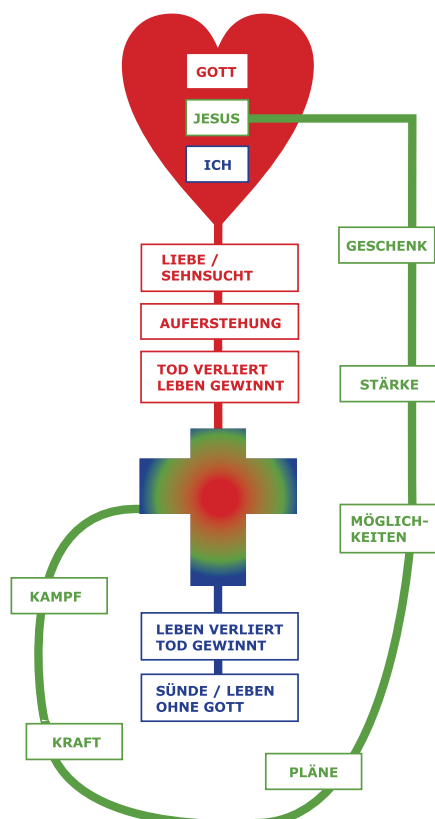 GOTT
JESUS
ICH
GESCHENK
LIEBE /
SEHNSUCHT
AUFERSTEHUNG
TOD VERLIERT
LEBEN GEWINNT
STÄRKE
MÖGLICH-
KEITEN
KAMPF
LEBEN VERLIERT
TOD GEWINNT
SÜNDE / LEBEN
OHNE GOTT
KRAFT
PLÄNE